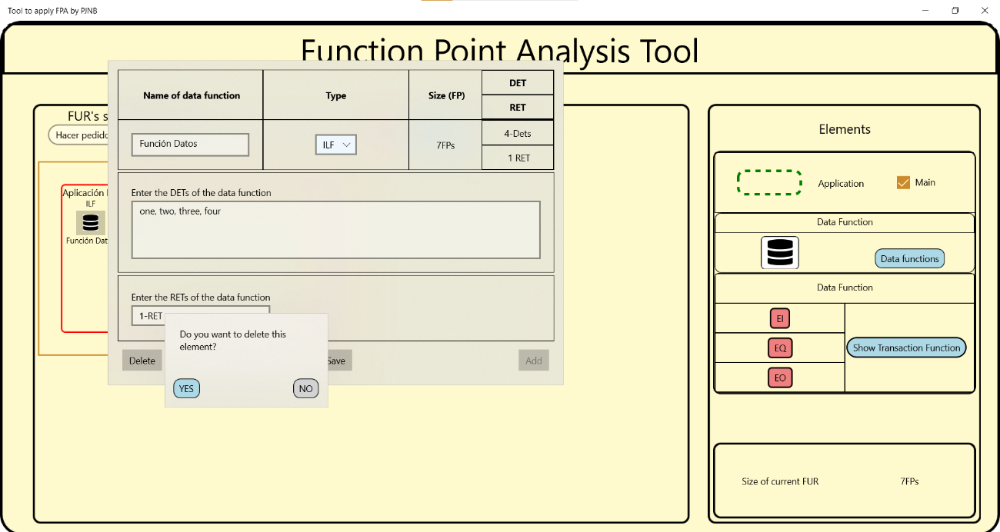 Tool to apply FPA by PJNB
Function Point Analysis Tool
FUR's s
Hacer pedido
Aplicación
ILF
Función Dat
Name of data function
Type
Size (FP)
DET
RET
Función Datos
ILF
7FPs
4-Dets
1 RET
Enter the DETs of the data function
one, two, three, four
Enter the RETs of the data function
1-RET
Do you want to delete this
element?
YES
NO
Delete
Save
Add
Elements
Application
Main
Data Function
Data functions
Data Function
EI
EQ
EO
Show Transaction Function
Size of current FUR
7FPs